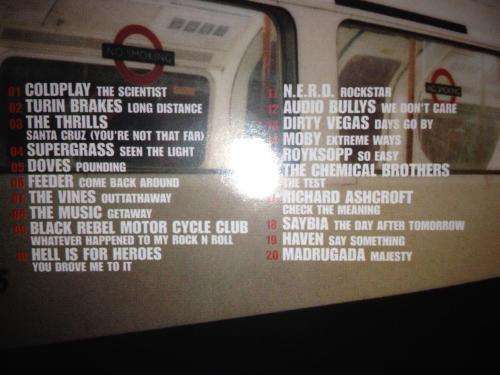 NO SMOKING
NO SMOKING
01 COLDPLAY THE SCIENTIST
02 TURIN BRAKES LONG DISTANCE
03 THE THRILLS
SANTA CRUZ (YOU'RE NOT THAT FAR)
04 SUPERGRASS SEEN THE LIGHT
05 DOVES POUNDING
06 FEEDER COME BACK AROUND
07 THE VINES OUTTATHAWAY
08 THE MUSIC GETAWAY
09 BLACK REBEL MOTOR CYCLE CLUB
WHATEVER HAPPENED TO MY ROCK N ROLL
10 HELL IS FOR HEROES
YOU DROVE ME TO IT
11 N.E.R.D. ROCKSTAR
12 AUDIO BULLYS WE DON'T CARE
13 DIRTY VEGAS DAYS GO BY
MOBY EXTREME WAYS
ROYKSOPP SO EASY
THE CHEMICAL BROTHERS
THE TEST
17 RICHARD ASHCROFT
CHECK THE MEANING
18 SAYBIA THE DAY AFTER TOMORROW
19 HAVEN SAY SOMETHING
20 MADRUGADA MAJESTY